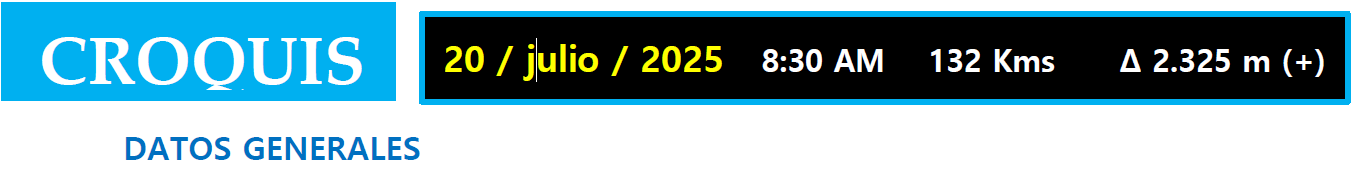 CROQUIS
20 / julio / 2025 8:30 AM 132 Kms Δ 2.325 m (+)
DATOS GENERALES